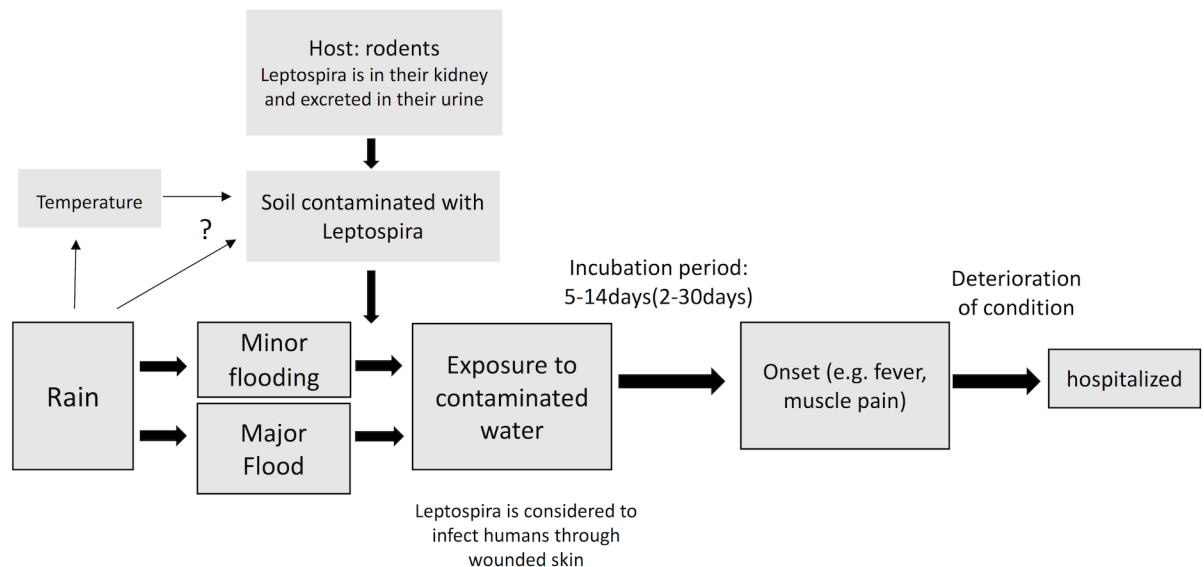 Host: rodents
Leptospira is in their kidney
and excreted in their urine
Temperature
?
Soil contaminated with
Leptospira
Incubation period:
5-14days(2-30days)
Deterioration
of condition
Rain
Minor
flooding
Major
Flood
Exposure to
contaminated
water
Onset (e.g. fever,
muscle pain)
hospitalized
Leptospira is considered to
infect humans through
wounded skin